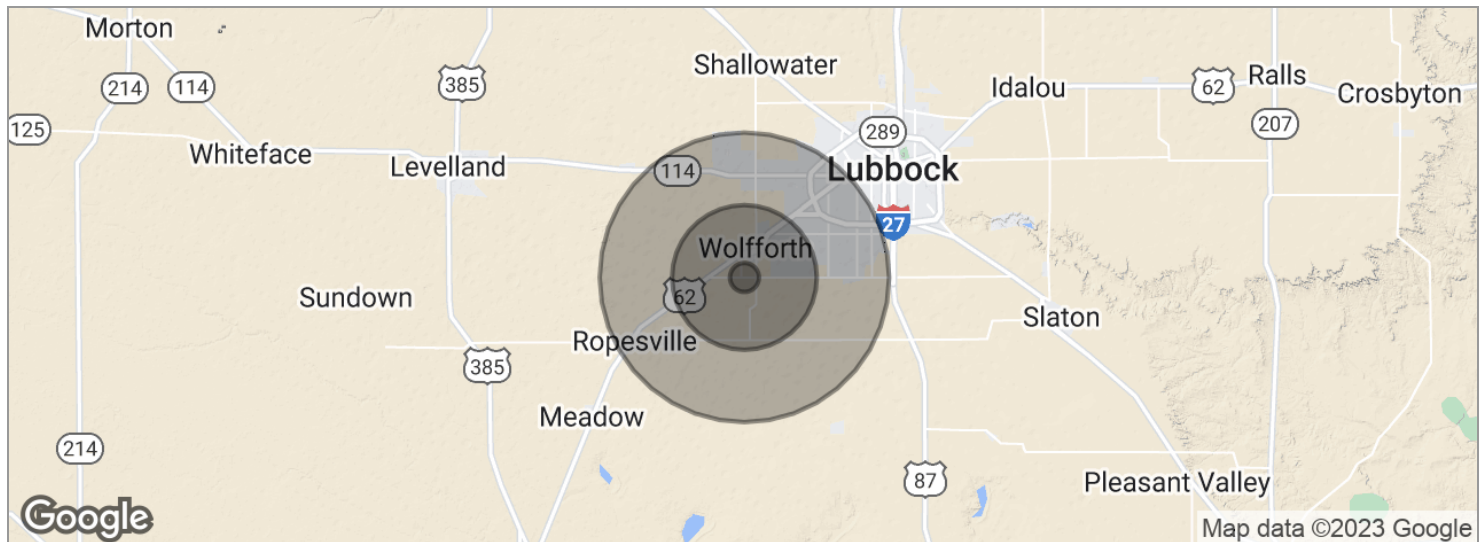 Morton
Shallowater
385
214
114
Idalou
62
Ralls
Crosbyton
125
289
207
Whiteface
Levelland
114
Lubbock
27
Wolfforth
Sundown
62
Slaton
Ropesville
385
Meadow
214
87
Pleasant Valley
Google
Map data ©2023 Google